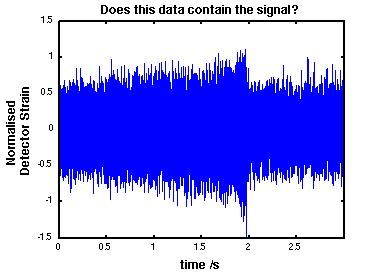 Does this data contain the signal?
1.5
1
0.5
0
-0.5
-1
-1.5
Normalised
Detector Strain
0 0.5 1 1.5 2 2.5
time /s